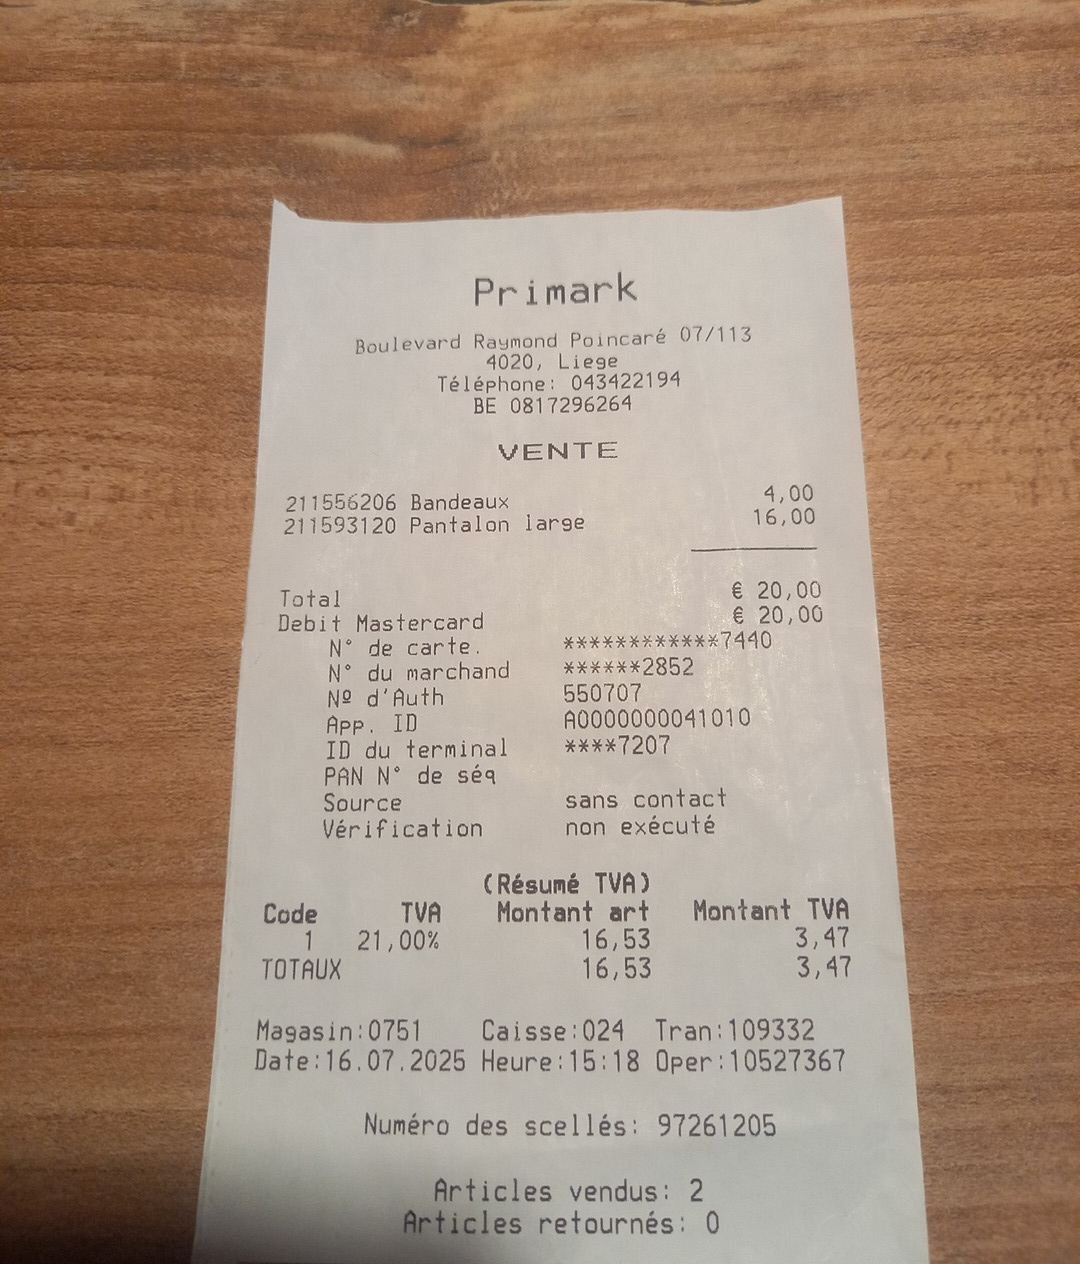 Primark
Boulevard Raymond Poincaré 07/113
4020, Liege
Téléphone: 043422194
BE 0817296264
VENTE
211556206 Bandeaux 4,00
211593120 Pantalon large 16,00
Total € 20,00
Debit Mastercard € 20,00
N° de carte. ************7440
N° du marchand ******2852
Nº d'Auth 550707
App. ID A0000000041010
ID du terminal ****7207
PAN N° de séq
Source sans contact
Vérification non exécuté
(Résumé TVA)
Code TVA Montant art Montant TVA
1 21,00% 16,53 3,47
TOTAUX 16,53 3,47
Magasin:0751 Caisse:024 Tran:109332
Date:16.07.2025 Heure:15:18 Oper:10527367
Numéro des scellés: 97261205
Articles vendus: 2
Articles retournés: 0